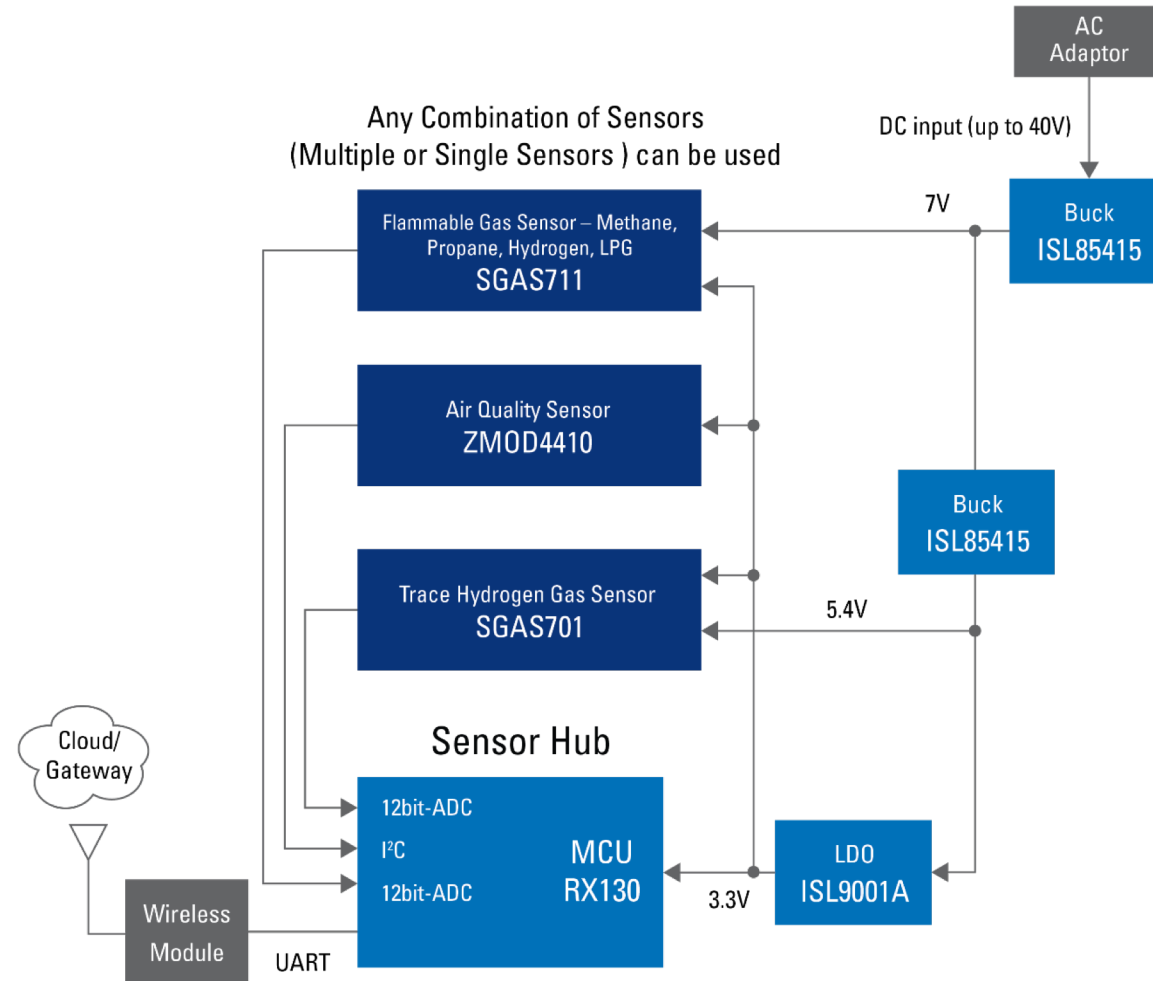 AC
Adaptor
DC input (up to 40V)
Any Combination of Sensors
(Multiple or Single Sensors ) can be used
Flammable Gas Sensor – Methane,
Propane, Hydrogen, LPG
SGAS711
7V
Buck
ISL85415
Air Quality Sensor
ZMOD4410
Buck
ISL85415
Trace Hydrogen Gas Sensor
SGAS701
5.4V
Sensor Hub
Cloud/
Gateway
12bit-ADC
I²C
12bit-ADC
MCU
RX130
3.3V
LDO
ISL9001A
Wireless
Module
UART